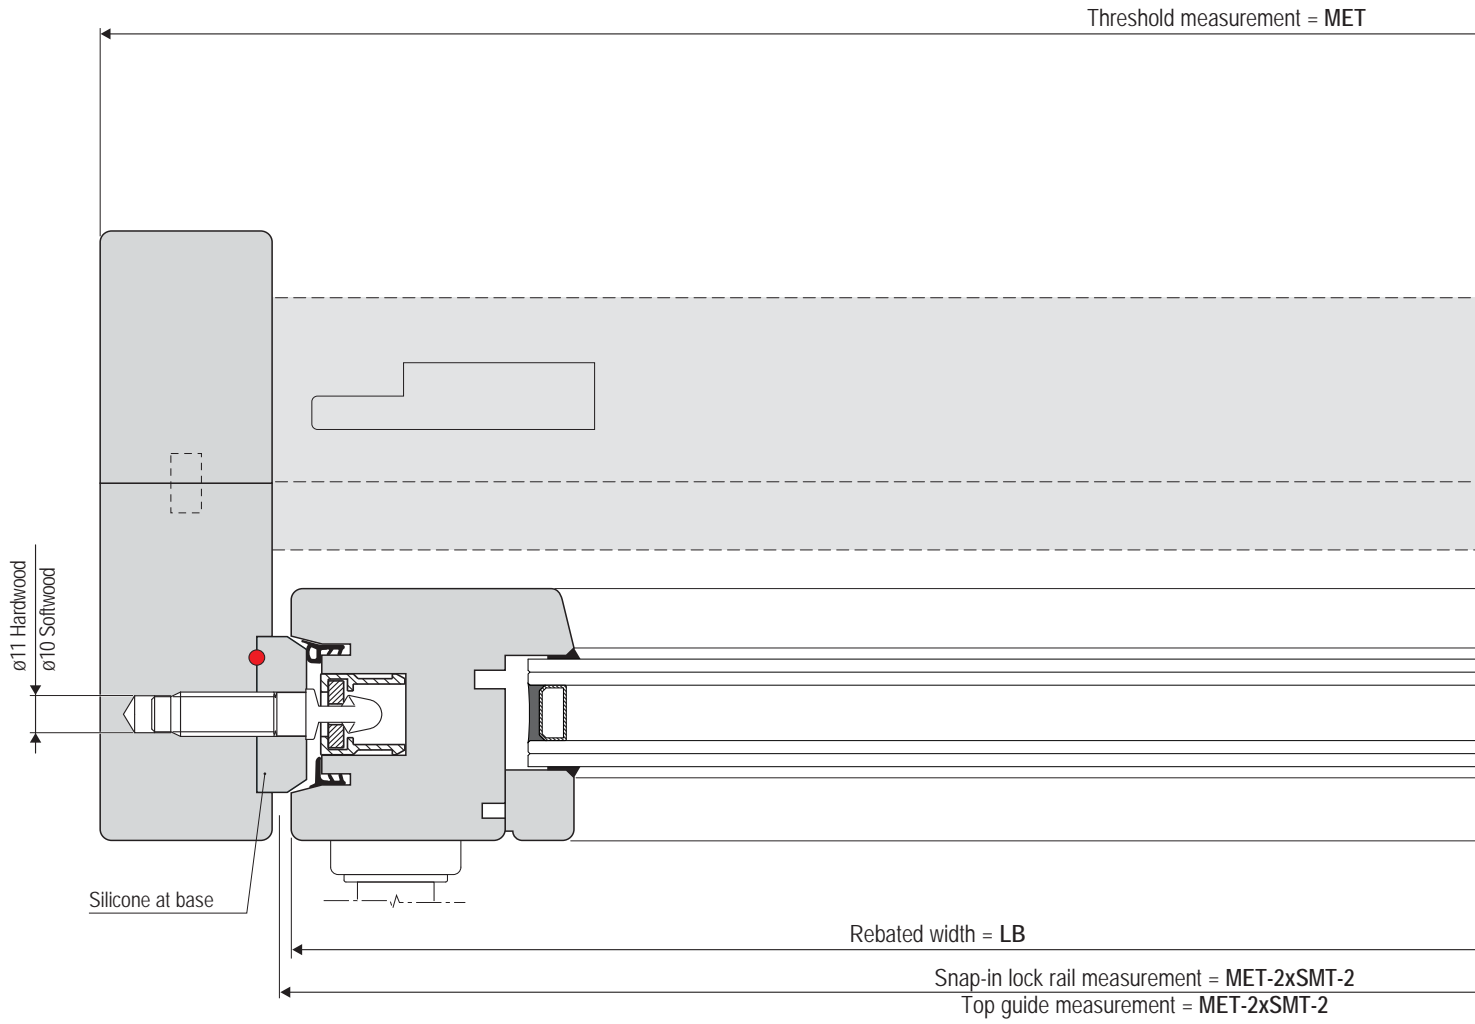 Threshold measurement = MET
ø11 Hardwood
ø10 Softwood
Silicone at base
Rebated width = LB
Snap-in lock rail measurement = MET-2xSMT-2
Top guide measurement = MET-2xSMT-2